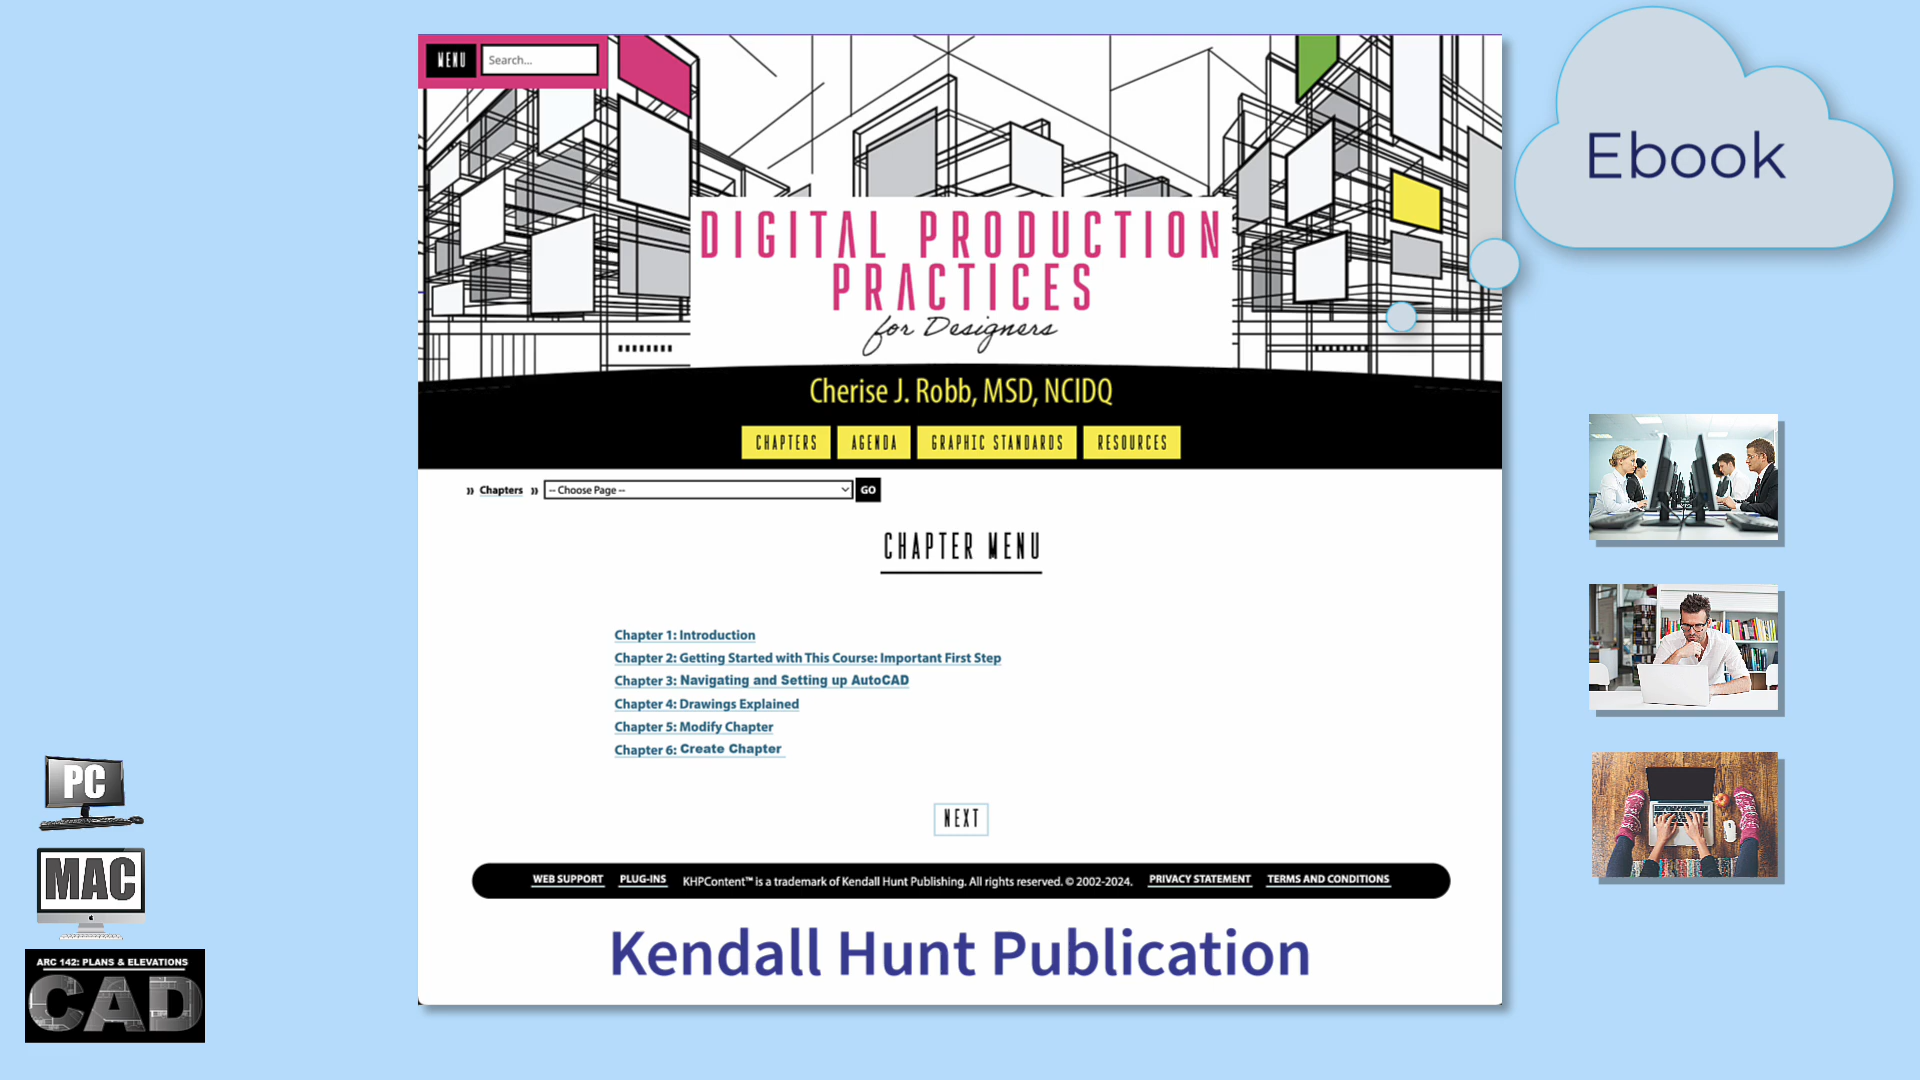 MENU
Search...
Ebook
DIGITAL PRODUCTION
PRACTICES
for Designers
Cherise J. Robb, MSD, NCIDQ
CHAPTERS AGENDA GRAPHIC STANDARDS RESOURCES
» Chapters » -- Choose Page -- GO
CHAPTER MENU
Chapter 1: Introduction
Chapter 2: Getting Started with This Course: Important First Step
Chapter 3: Navigating and Setting up AutoCAD
Chapter 4: Drawings Explained
Chapter 5: Modify Chapter
Chapter 6: Create Chapter
NEXT
WEB SUPPORT PLUG-INS KHPContent™ is a trademark of Kendall Hunt Publishing. All rights reserved. © 2002-2024. PRIVACY STATEMENT TERMS AND CONDITIONS
Kendall Hunt Publication
PC
MAC
ARC 142: PLANS & ELEVATIONS
CAD